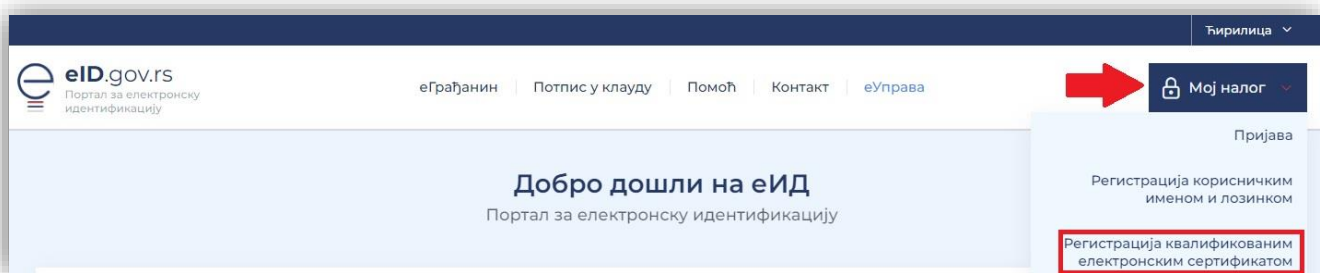 Ћирилица
eID.gov.rs
Портал за електронску
идентификацију
еГрађанин
Потпис у клауду
Помоћ
Контакт
еУправа
Мој налог
Пријава
Регистрација корисничким
именом и лозинком
Регистрација квалификованим
електронским сертификатом
Добро дошли на еИД
Портал за електронску идентификацију